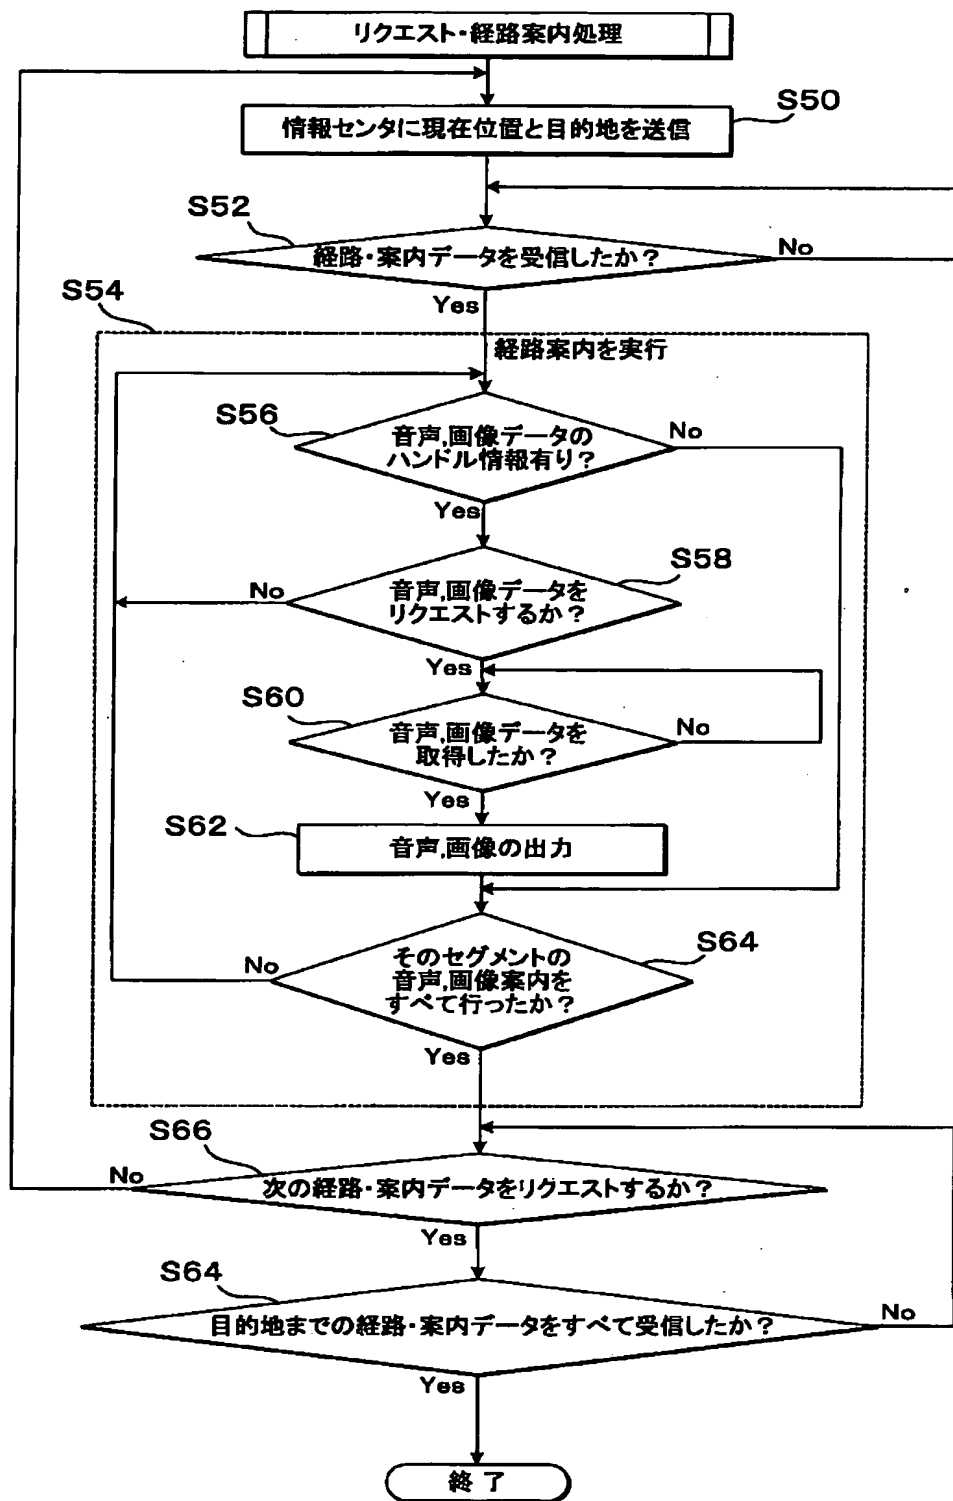 リクエスト・経路案内処理
S50
情報センタに現在位置と目的地を送信
S52
経路・案内データを受信したか？
No
Yes
S54
経路案内を実行
S56
音声,画像データの
ハンドル情報有り？
No
Yes
S58
音声,画像データを
リクエストするか？
No
Yes
S60
音声,画像データを
取得したか？
No
Yes
S62
音声,画像の出力
S64
そのセグメントの
音声,画像案内を
すべて行ったか？
No
Yes
S66
次の経路・案内データをリクエストするか？
No
Yes
S64
目的地までの経路・案内データをすべて受信したか？
No
Yes
終了